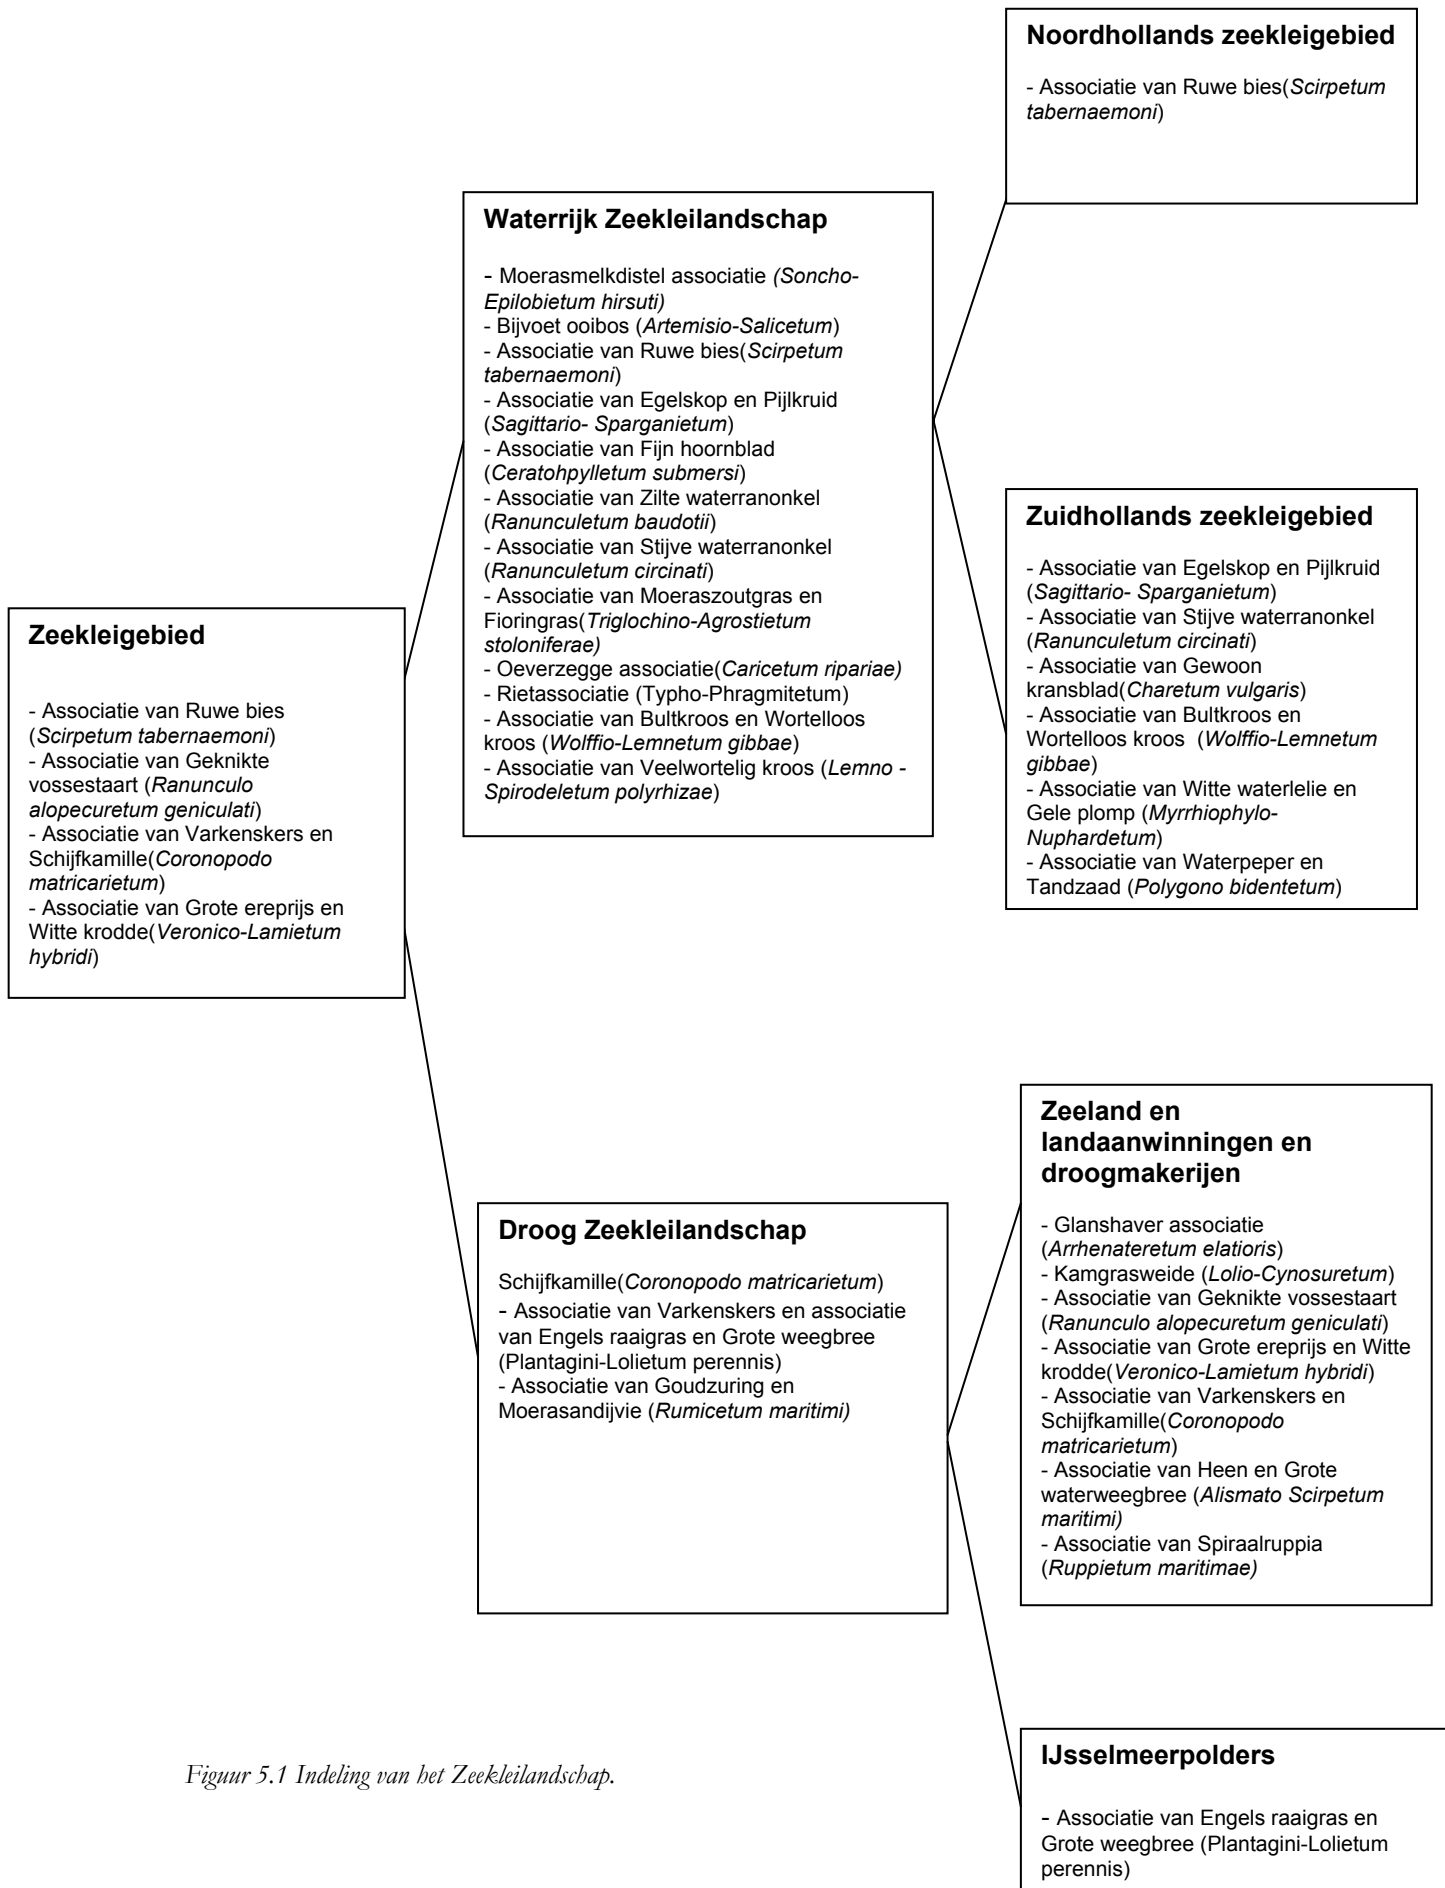 Noordhollands zeekleigebied
- Associatie van Ruwe bies(Scirpetum
tabernaemoni)
Waterrijk Zeekleilandschap
- Moerasmelkdistel associatie (Soncho-
Epilobietum hirsuti)
- Bijvoet ooibos (Artemisio-Salicetum)
- Associatie van Ruwe bies(Scirpetum
tabernaemoni)
- Associatie van Egelskop en Pijlkruid
(Sagittario- Sparganietum)
- Associatie van Fijn hoornblad
(Ceratohpylletum submersi)
- Associatie van Zilte waterranonkel
(Ranunculetum baudotii)
- Associatie van Stijve waterranonkel
(Ranunculetum circinati)
- Associatie van Moeraszoutgras en
Fioringras(Triglochino-Agrostietum
stoloniferae)
- Oeverzegge associatie(Caricetum ripariae)
- Rietassociatie (Typho-Phragmitetum)
- Associatie van Bultkroos en Wortelloos
kroos (Wolffio-Lemnetum gibbae)
- Associatie van Veelwortelig kroos (Lemno -
Spirodeletum polyrhizae)
Zuidhollands zeekleigebied
- Associatie van Egelskop en Pijlkruid
(Sagittario- Sparganietum)
- Associatie van Stijve waterranonkel
(Ranunculetum circinati)
- Associatie van Gewoon
kransblad(Charetum vulgaris)
- Associatie van Bultkroos en
Wortelloos kroos  (Wolffio-Lemnetum
gibbae)
- Associatie van Witte waterlelie en
Gele plomp (Myrrhiophylo-
Nuphardetum)
- Associatie van Waterpeper en
Tandzaad (Polygono bidentetum)
Zeekleigebied
- Associatie van Ruwe bies
(Scirpetum tabernaemoni)
- Associatie van Geknikte
vossestaart (Ranunculo
alopecuretum geniculati)
- Associatie van Varkenskers en
Schijfkamille(Coronopodo
matricarietum)
- Associatie van Grote ereprijs en
Witte krodde(Veronico-Lamietum
hybridi)
Droog Zeekleilandschap
Schijfkamille(Coronopodo matricarietum)
- Associatie van Varkenskers en associatie
van Engels raaigras en Grote weegbree
(Plantagini-Lolietum perennis)
- Associatie van Goudzuring en
Moerasandijvie (Rumicetum maritimi)
Zeeland en
landaanwinningen en
droogmakerijen
- Glanshaver associatie
(Arrhenateretum elatioris)
- Kamgrasweide (Lolio-Cynosuretum)
- Associatie van Geknikte vossestaart
(Ranunculo alopecuretum geniculati)
- Associatie van Grote ereprijs en Witte
krodde(Veronico-Lamietum hybridi)
- Associatie van Varkenskers en
Schijfkamille(Coronopodo
matricarietum)
- Associatie van Heen en Grote
waterweegbree (Alismato Scirpetum
maritimi)
- Associatie van Spiraalruppia
(Ruppietum maritimae)
IJsselmeerpolders
- Associatie van Engels raaigras en
Grote weegbree (Plantagini-Lolietum
perennis)
Figuur 5.1 Indeling van het Zeekleilandschap.